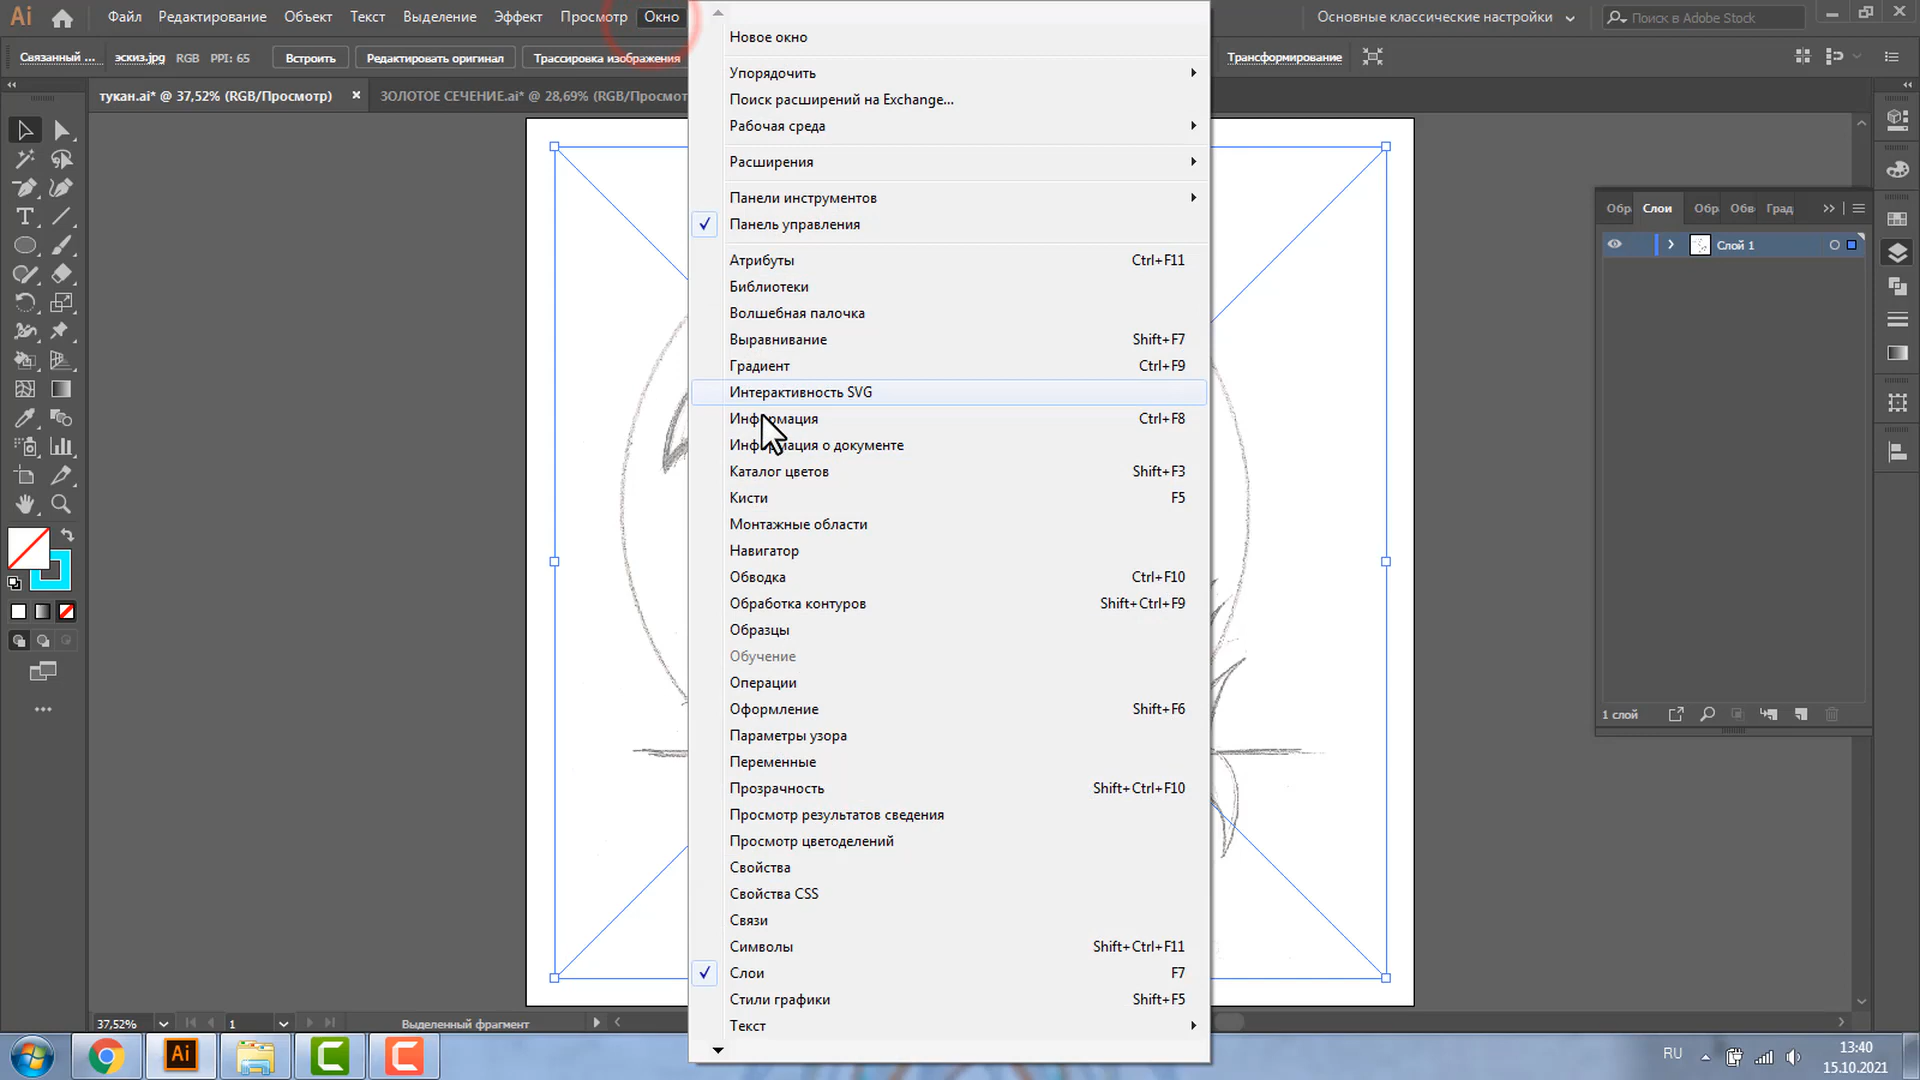 Ai Файл Редактирование Объект Текст Выделение Эффект Просмотр Окно Основные классические настройки Поиск в Adobe Stock
Связанный ... эскиз.jpg RGB PPI: 65 Встроить Редактировать оригинал Трассировка изображения Трансформирование
тукан.ai* @ 37,52% (RGB/Просмотр) × ЗОЛОТОЕ СЕЧЕНИЕ.ai* @ 28,69% (RGB/Просмот
Новое окно
Упорядочить
Поиск расширений на Exchange...
Рабочая среда
Расширения
Панели инструментов
Панель управления
Атрибуты Ctrl+F11
Библиотеки
Волшебная палочка
Выравнивание Shift+F7
Градиент Ctrl+F9
Интерактивность SVG
Информация Ctrl+F8
Информация о документе
Каталог цветов Shift+F3
Кисти F5
Монтажные области
Навигатор
Обводка Ctrl+F10
Обработка контуров Shift+Ctrl+F9
Образцы
Обучение
Операции
Оформление Shift+F6
Параметры узора
Переменные
Прозрачность Shift+Ctrl+F10
Просмотр результатов сведения
Просмотр цветоделений
Свойства
Свойства CSS
Связи
Символы Shift+Ctrl+F11
Слои F7
Стили графики Shift+F5
Текст
Обр Слои Обр Обв Град
Слой 1
1 слой
37,52% 1 Выделенный фрагмент
Ai RU 13:40
15.10.2021